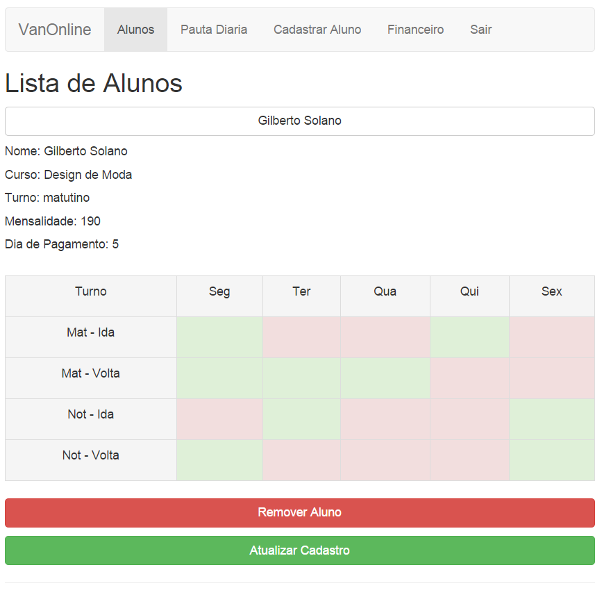 VanOnline Alunos Pauta Diaria Cadastrar Aluno Financeiro Sair
Lista de Alunos
Gilberto Solano
Nome: Gilberto Solano
Curso: Design de Moda
Turno: matutino
Mensalidade: 190
Dia de Pagamento: 5
Turno Seg Ter Qua Qui Sex
Mat - Ida
Mat - Volta
Not - Ida
Not - Volta
Remover Aluno
Atualizar Cadastro